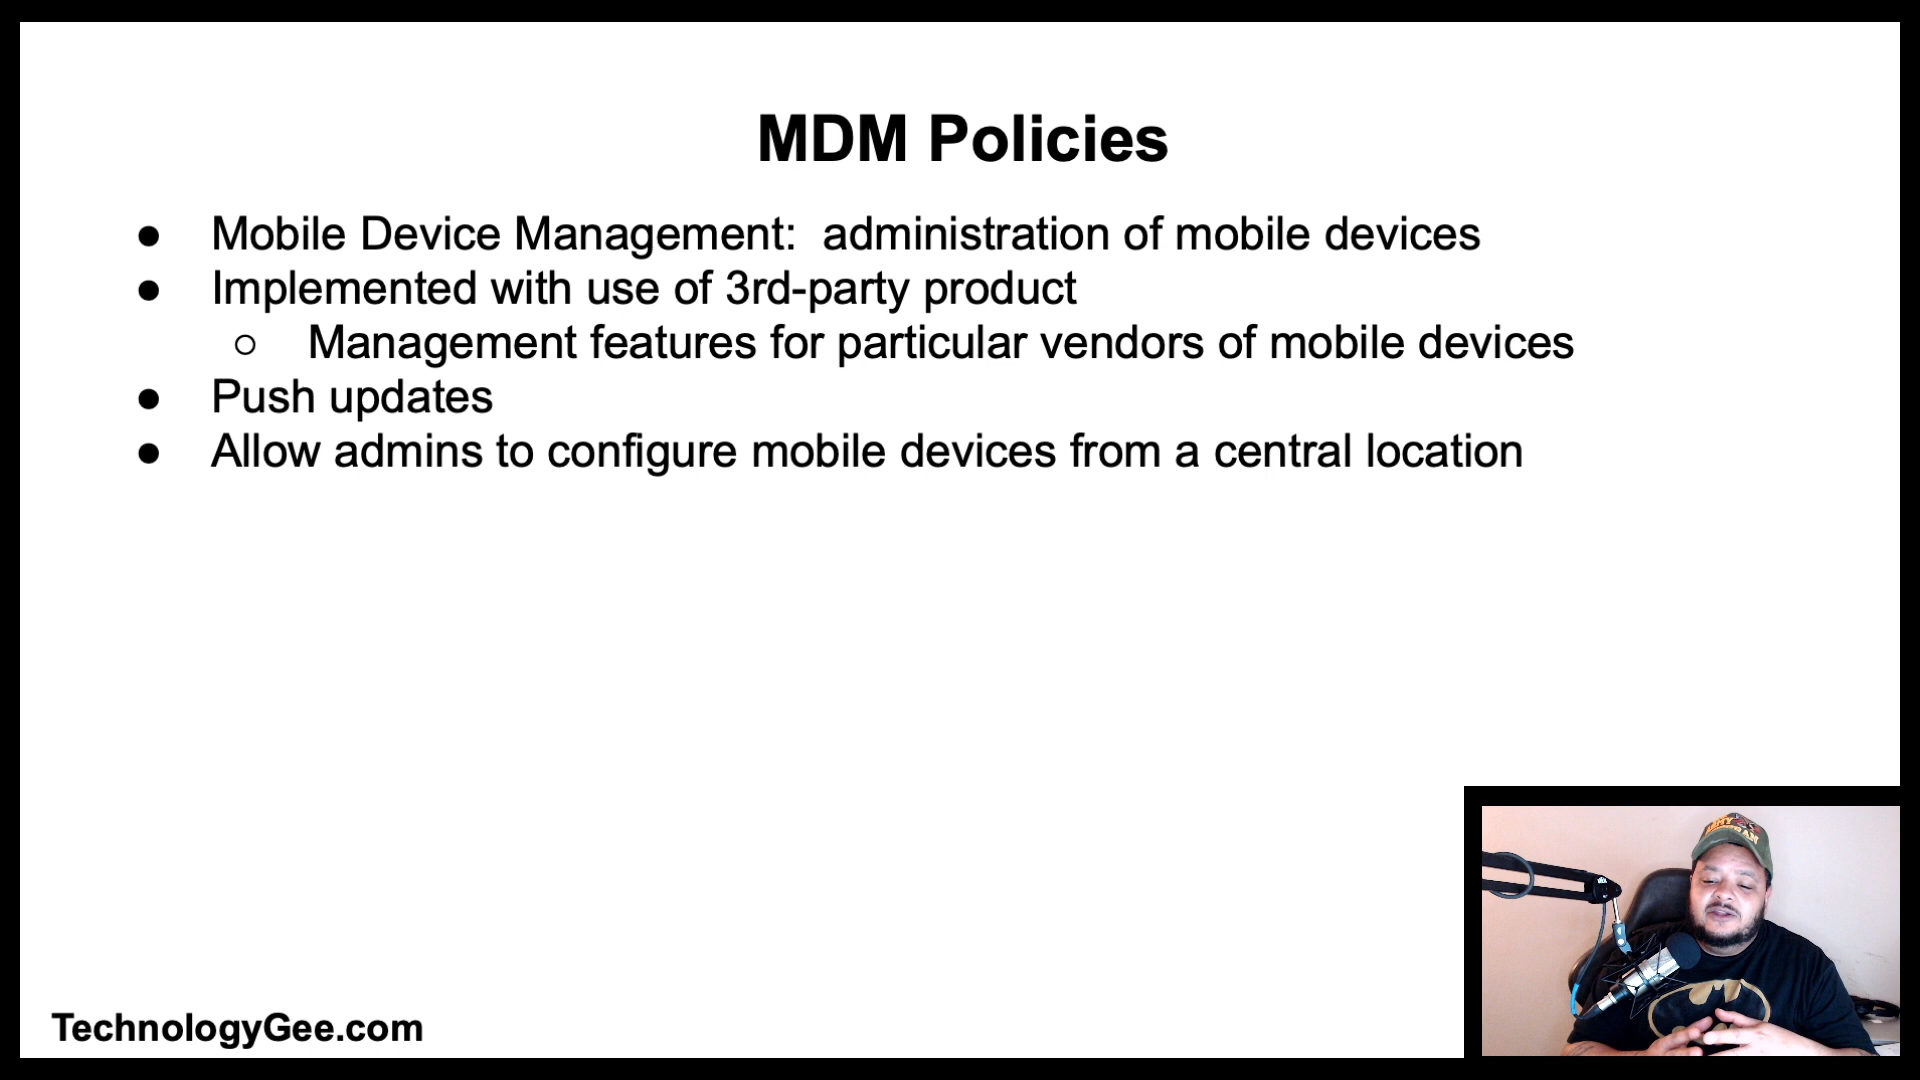 MDM Policies
● Mobile Device Management:  administration of mobile devices
● Implemented with use of 3rd-party product
○ Management features for particular vendors of mobile devices
● Push updates
● Allow admins to configure mobile devices from a central location
TechnologyGee.com